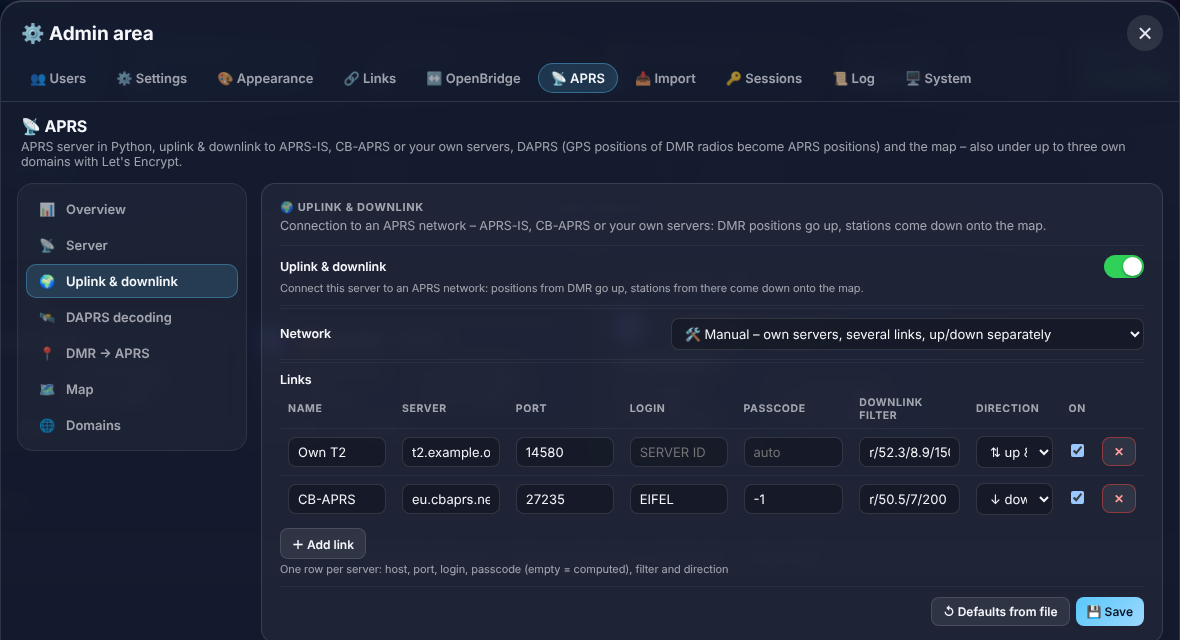 Admin area
Users
Settings
Appearance
Links
OpenBridge
APRS
Import
Sessions
Log
System
APRS
APRS server in Python, uplink & downlink to APRS-IS, CB-APRS or your own servers, DAPRS (GPS positions of DMR radios become APRS positions) and the map – also under up to three own
domains with Let's Encrypt.
Overview
Server
Uplink & downlink
DAPRS decoding
DMR → APRS
Map
Domains
UPLINK & DOWNLINK
Connection to an APRS network – APRS-IS, CB-APRS or your own servers: DMR positions go up, stations come down onto the map.
Uplink & downlink
Connect this server to an APRS network: positions from DMR go up, stations from there come down onto the map.
Network
Manual – own servers, several links, up/down separately
Links
NAME SERVER PORT LOGIN PASSCODE DOWNLINK FILTER DIRECTION ON
Own T2 t2.example.o 14580 SERVER ID auto r/52.3/8.9/150 ⇅ up &
CB-APRS eu.cbaprs.ne 27235 EIFEL -1 r/50.5/7/200 ↓ dow
+ Add link
One row per server: host, port, login, passcode (empty = computed), filter and direction
↺ Defaults from file
Save